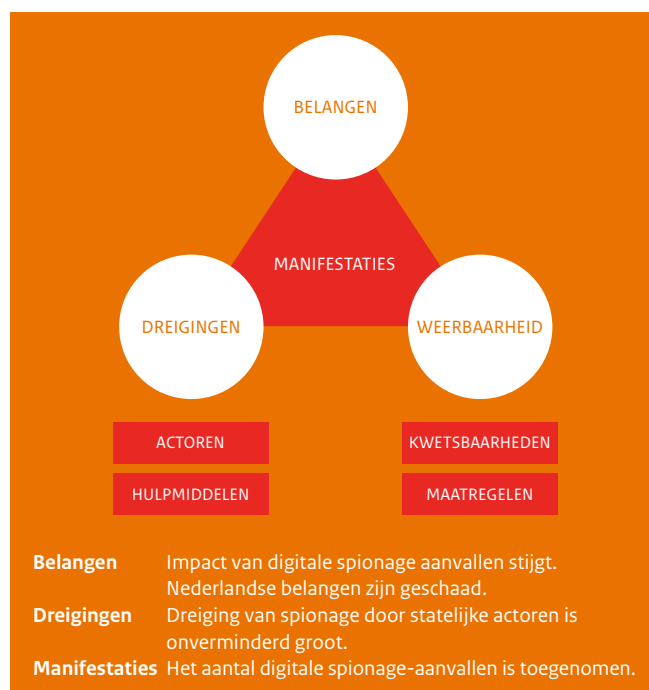 BELANGEN
MANIFESTATIES
DREIGINGEN
WEERBAARHEID
ACTOREN
KWETSBAARHEDEN
HULPMIDDELEN
MAATREGELEN
Belangen Impact van digitale spionage aanvallen stijgt.
Nederlandse belangen zijn geschaad.
Dreigingen Dreiging van spionage door statelijke actoren is
onverminderd groot.
Manifestaties Het aantal digitale spionage-aanvallen is toegenomen.